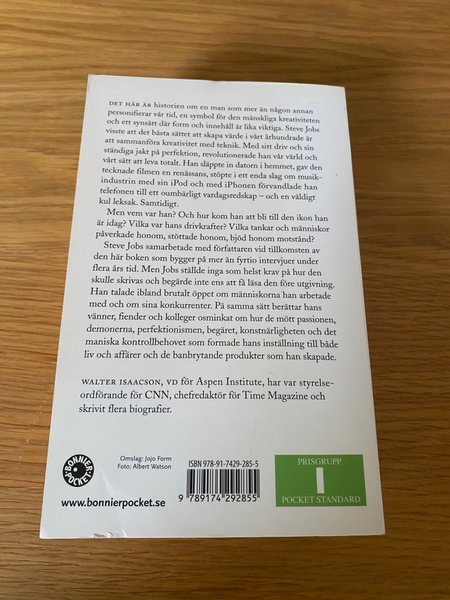 DET HÄR ÄR historien om en man som mer än någon annan
personifierar vår tid, en symbol för den mänskliga kreativiteten
och ett synsätt där form och innehåll är lika viktiga. Steve Jobs
visste att det bästa sättet att skapa värde i vårt århundrade är
att sammanföra kreativitet med teknik. Med sitt driv och sin
ständiga jakt på perfektion, revolutionerade han vår värld och
vårt sätt att leva totalt. Han släppte in datorn i hemmet, gav den
tecknade filmen en renässans, stöpte i ett enda slag om musik-
industrin med sin iPod och med iPhonen förvandlade han
telefonen till ett oumbärligt vardagsredskap – och en väldigt
kul leksak. Samtidigt.
Men vem var han? Och hur kom han att bli till den ikon han
är idag? Vilka var hans drivkrafter? Vilka tankar och människor
påverkade honom, stöttade honom, bjöd honom motstånd?
Steve Jobs samarbetade med författaren vid tillkomsten av
den här boken som bygger på mer än fyrtio intervjuer under
flera års tid. Men Jobs ställde inga som helst krav på hur den
skulle skrivas och begärde inte ens att få läsa den före utgivning.
Han talade ibland brutalt öppet om människorna han arbetade
med och om sina konkurrenter. På samma sätt berättar hans
vänner, fiender och kolleger osminkat om hur de mött passionen,
demonerna, perfektionismen, begäret, konstnärligheten och det
maniska kontrollbehovet som formade hans inställning till både
liv och affärer och de banbrytande produkter som han skapade.
WALTER ISAACSON, VD för Aspen Institute, har var styrelse-
ordförande för CNN, chefredaktör för Time Magazine och
skrivit flera biografier.
Omslag: Jojo Form
Foto: Albert Watson
BONNIER
POCKET
www.bonnierpocket.se
ISBN 978-91-7429-285-5
9 789174 292855
PRISGRUPP
1
POCKET STANDARD